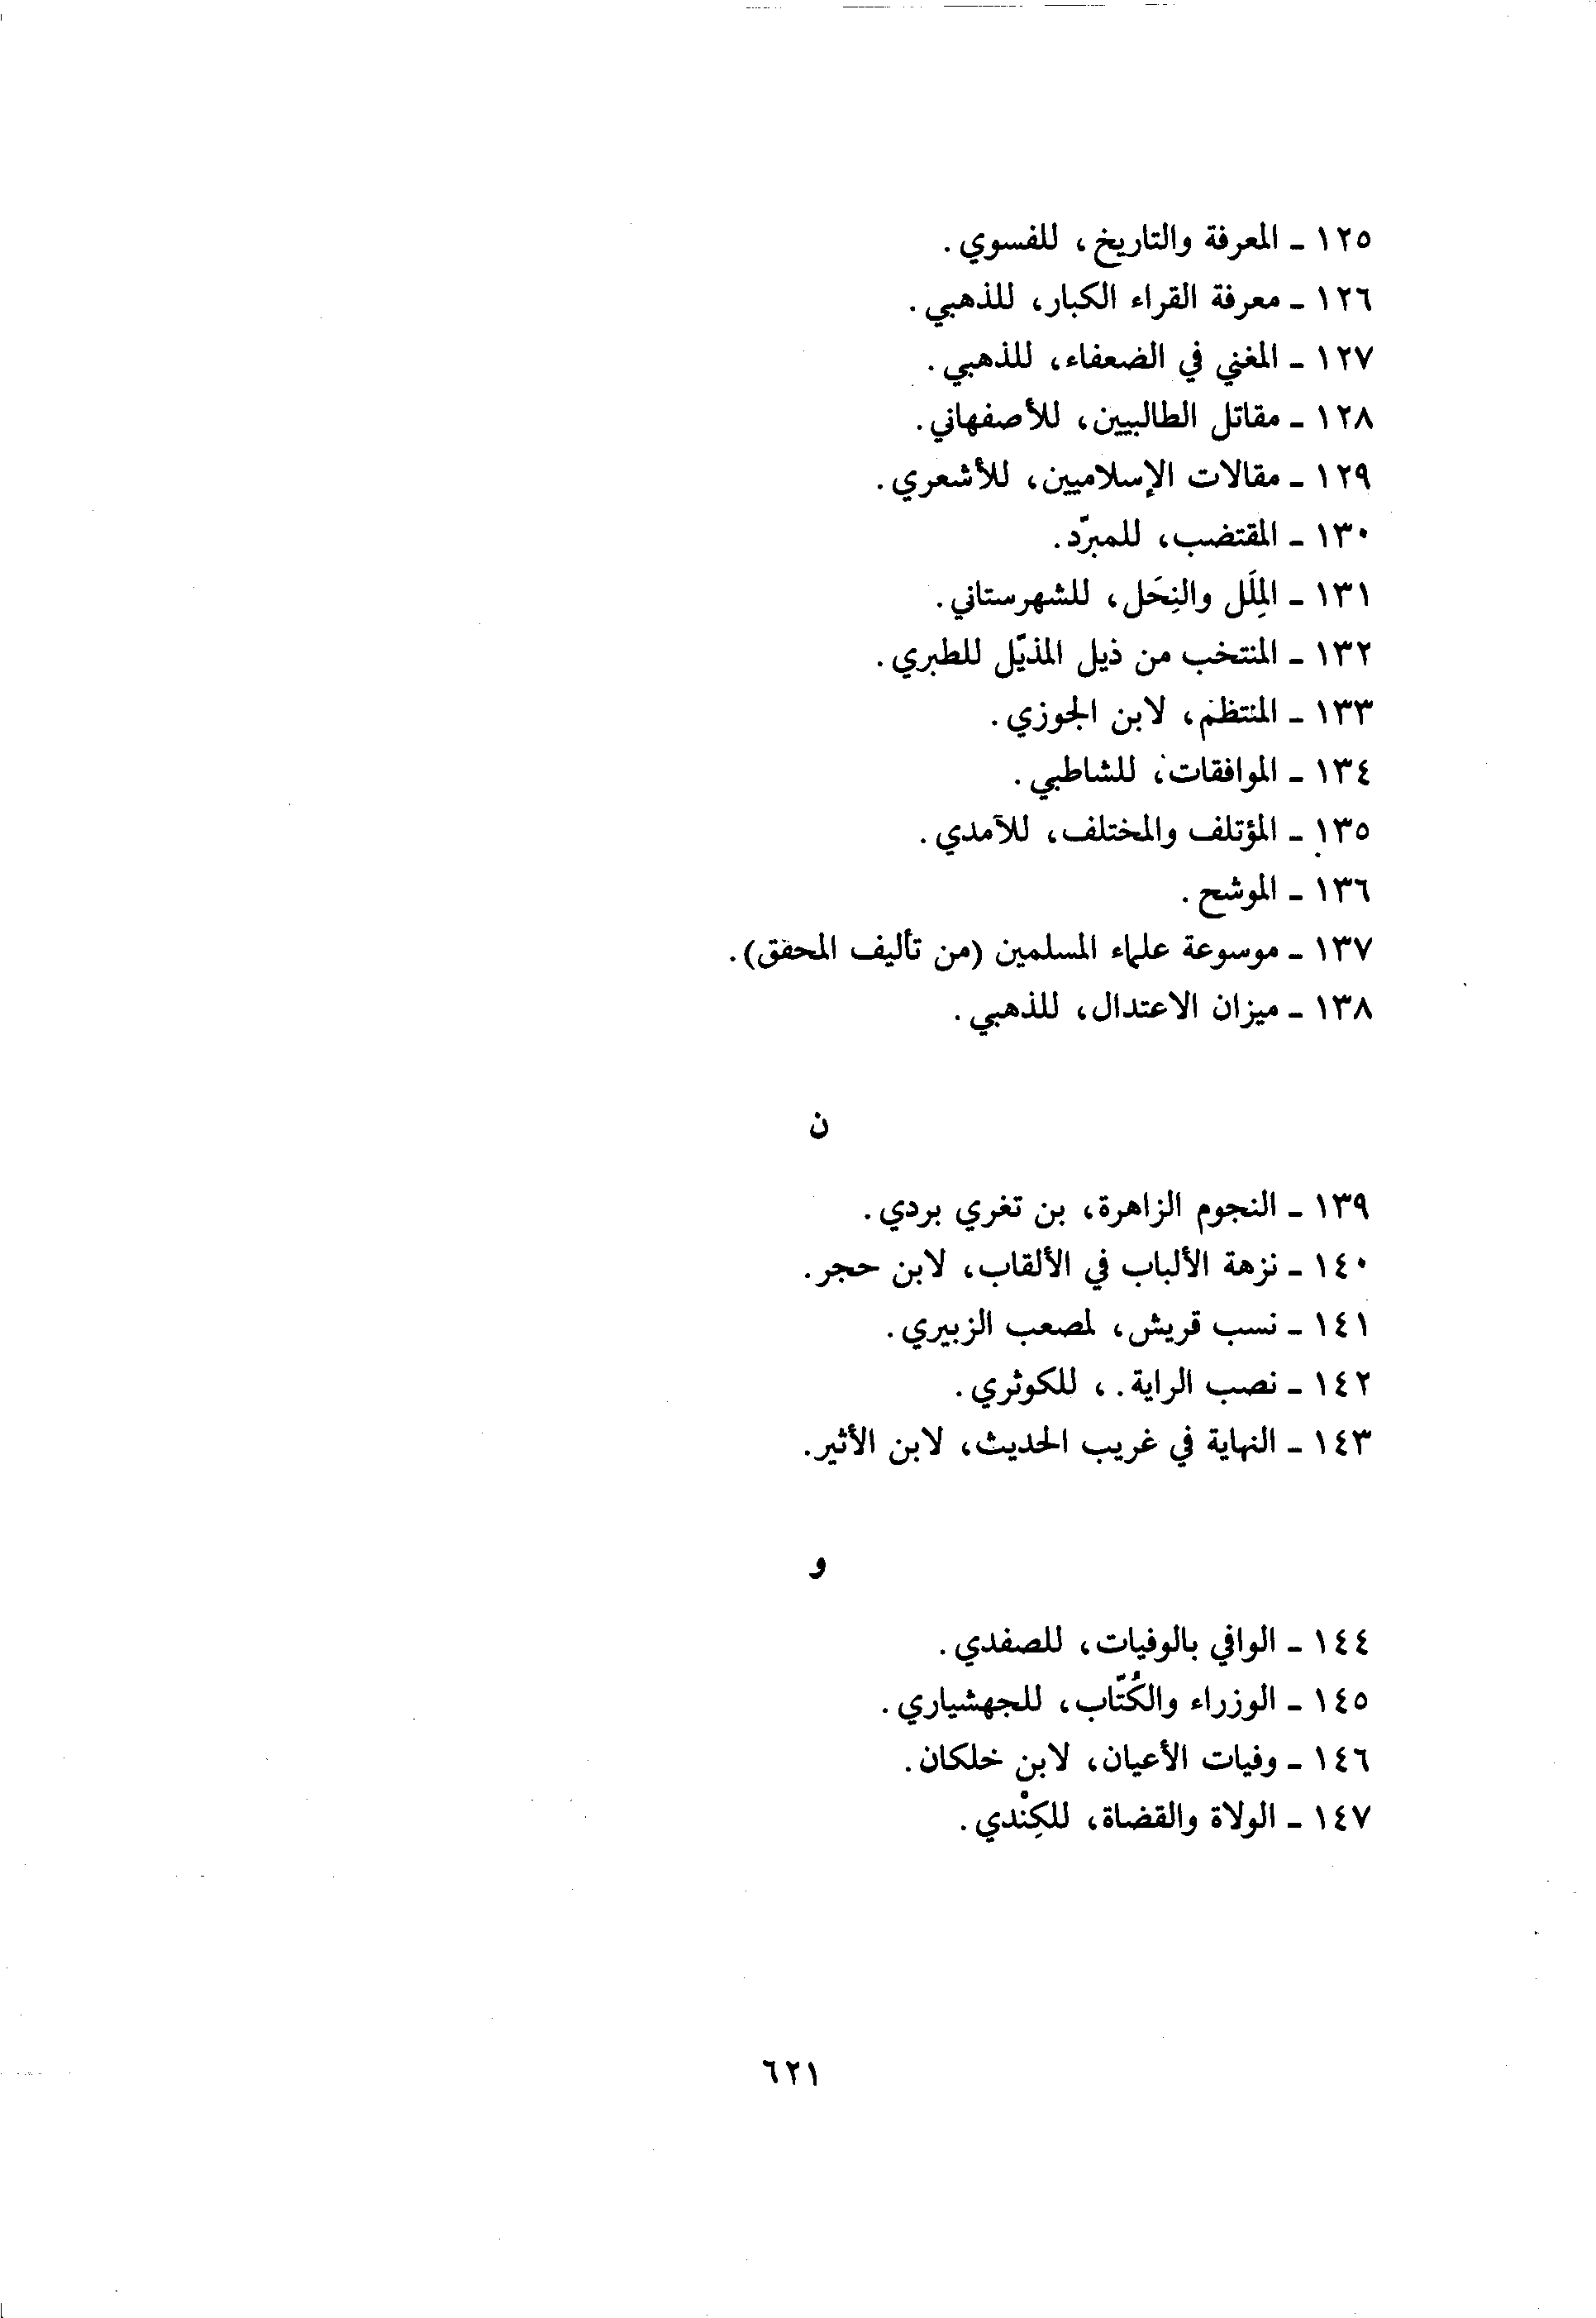 ١٢٥ - المعرفة والتاريخ، للفسوي.
١٢٦ - معرفة القراء الكبار، للذهبي.
١٢٧ - المغني في الضعفاء، للذهبي.
١٢٨ - مقاتل الطالبيين، للأصفهاني.
١٢٩ - مقالات الإسلاميين، للأشعري.
١٣٠ - المقتضب، للمبرّد.
١٣١ - المِلَل والنِحَل، للشهرستاني.
١٣٢ - المنتخب من ذيل المذيّل للطبري.
١٣٣ - المنتظم، لابن الجوزي.
١٣٤ - الموافقات، للشاطبي.
١٣٥ - المؤتلف والمختلف، للآمدي.
١٣٦ - الموشح.
١٣٧ - موسوعة علماء المسلمين (من تأليف المحقق).
١٣٨ - ميزان الاعتدال، للذهبي.
ن
١٣٩ - النجوم الزاهرة، بن تغري بردي.
١٤٠ - نزهة الألباب في الألقاب، لابن حجر.
١٤١ - نسب قريش، لمصعب الزبيري.
١٤٢ - نصب الراية.، للكوثري.
١٤٣ - النهاية في غريب الحديث، لابن الأثير.
و
١٤٤ - الوافي بالوفيات، للصفدي.
١٤٥ - الوزراء والكُتّاب، للجهشياري.
١٤٦ - وفيات الأعيان، لابن خلكان.
١٤٧ - الولاة والقضاة، للكِنْدي.
٦٢١